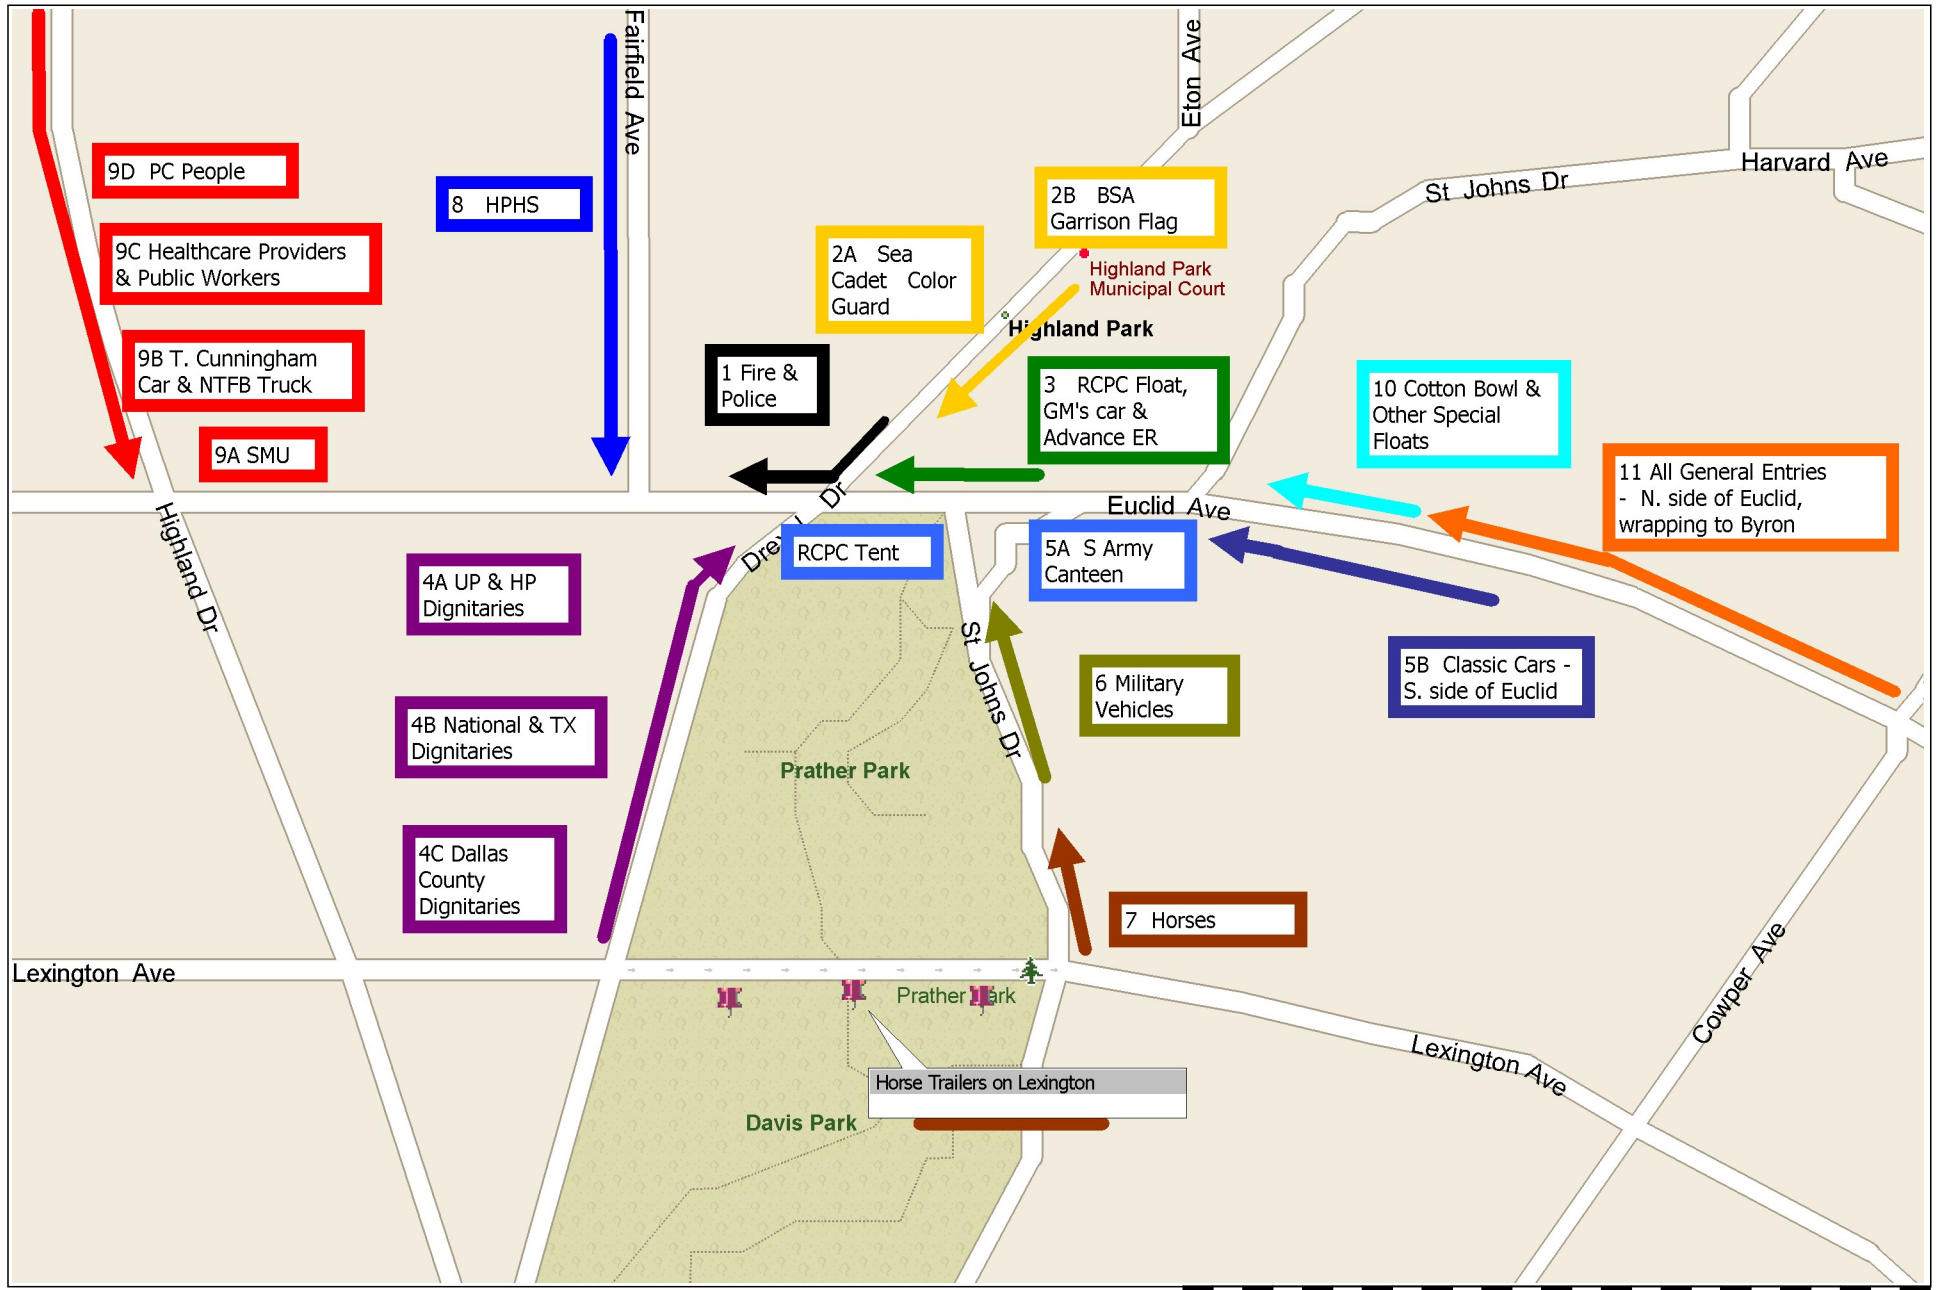 Fairfield Ave
Eton Ave
9D PC People
8 HPHS
Harvard Ave
St Johns Dr
2B BSA
Garrison Flag
9C Healthcare Providers
& Public Workers
2A Sea
Cadet Color
Guard
Highland Park
Municipal Court
Highland Park
9B T. Cunningham
Car & NTFB Truck
1 Fire &
Police
3 RCPC Float,
GM's car &
Advance ER
10 Cotton Bowl &
Other Special
Floats
9A SMU
11 All General Entries
- N. side of Euclid,
wrapping to Byron
Euclid Ave
Highland Dr
Dr
RCPC Tent
5A S Army
Canteen
4A UP & HP
Dignitaries
St Johns Dr
5B Classic Cars -
S. side of Euclid
6 Military
Vehicles
4B National & TX
Dignitaries
Prather Park
4C Dallas
County
Dignitaries
7 Horses
Lexington Ave
Prather Park
Cowper Ave
Lexington Ave
Horse Trailers on Lexington
Davis Park